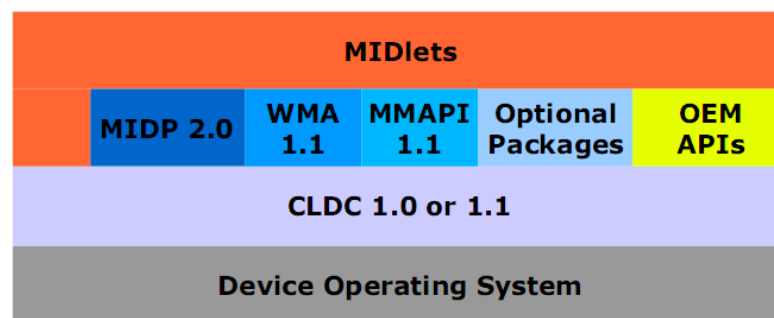 MIDlets
MIDP 2.0
WMA
1.1
MMAPI
1.1
Optional
Packages
OEM
APIs
CLDC 1.0 or 1.1
Device Operating System